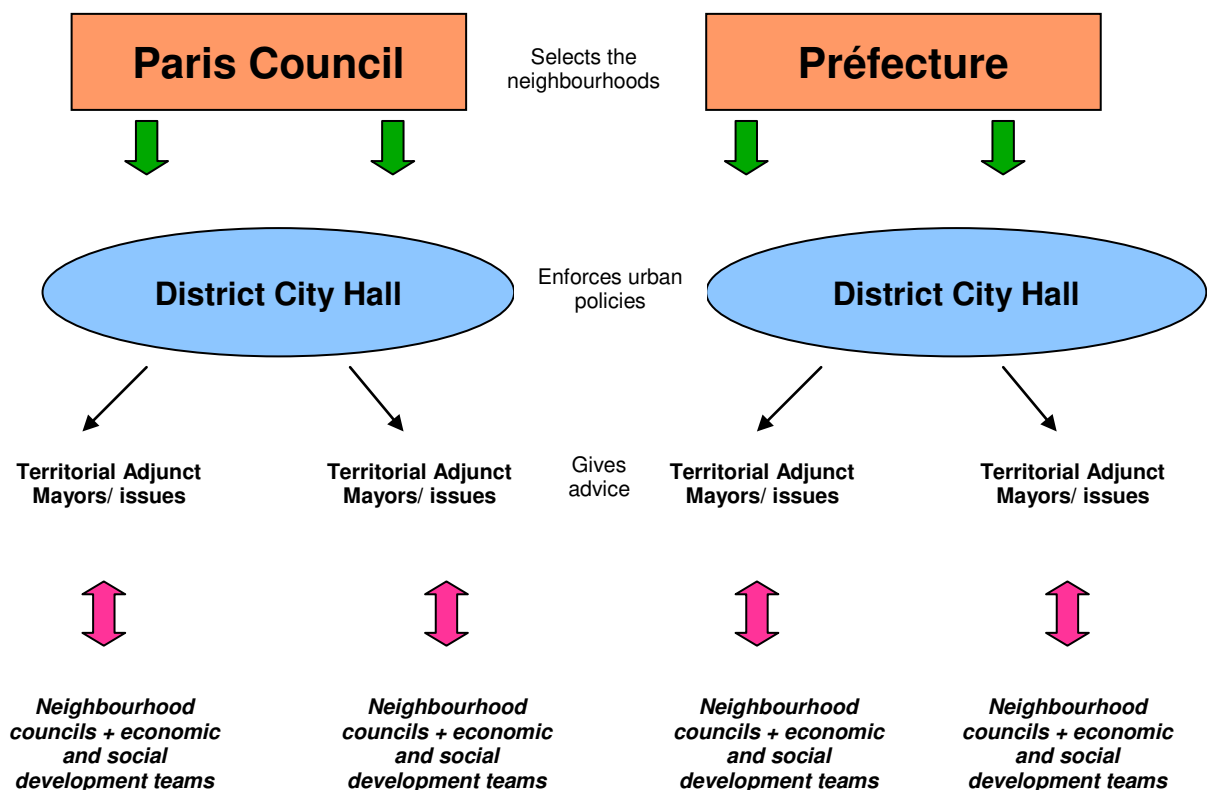 Paris Council
Selects the
neighbourhoods
Préfecture
District City Hall
Enforces urban
policies
District City Hall
Territorial Adjunct
Mayors/ issues
Territorial Adjunct
Mayors/ issues
Gives
advice
Territorial Adjunct
Mayors/ issues
Territorial Adjunct
Mayors/ issues
Neighbourhood
councils + economic
and social
development teams
Neighbourhood
councils + economic
and social
development teams
Neighbourhood
councils + economic
and social
development teams
Neighbourhood
councils + economic
and social
development teams